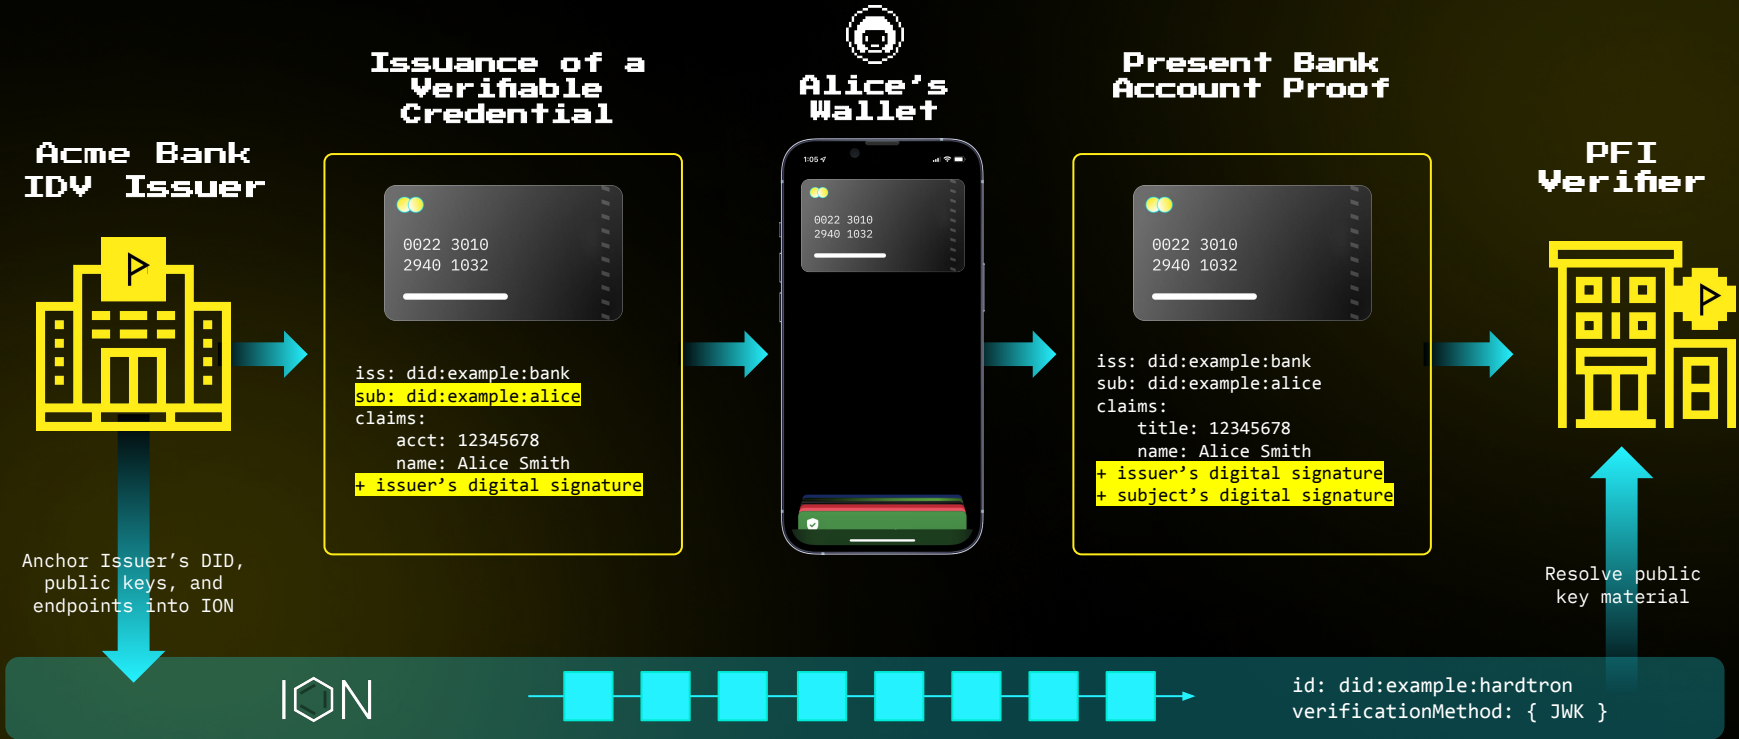 Acme Bank
IDV Issuer
Anchor Issuer's DID,
public keys, and
endpoints into ION
Issuance of a
Verifiable
Credential
0022 3010
2940 1032
iss: did:example:bank
sub: did:example:alice
claims:
acct: 12345678
name: Alice Smith
+ issuer’s digital signature
Alice’s
Wallet
1:05
0022 3010
2940 1032
Present Bank
Account Proof
0022 3010
2940 1032
iss: did:example:bank
sub: did:example:alice
claims:
title: 12345678
name: Alice Smith
+ issuer’s digital signature
+ subject’s digital signature
PFI
Verifier
Resolve public
key material
ION
id: did:example:hardtron
verificationMethod: { JWK }